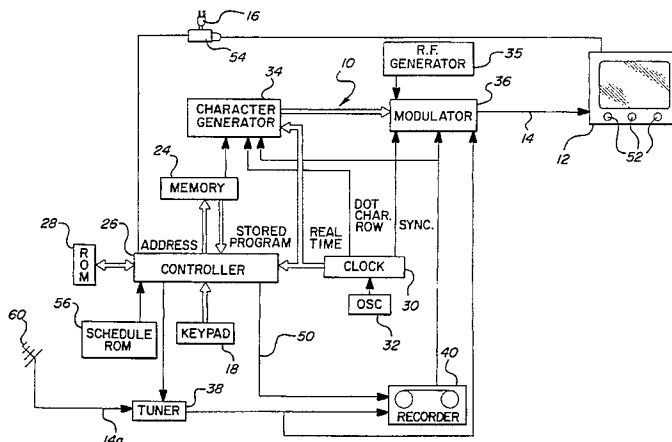 16
54
R.F.
GENERATOR
35
34
10
36
CHARACTER
GENERATOR
MODULATOR
14
12
52
24
MEMORY
28
ROM
26
ADDRESS
STORED
PROGRAM
REAL
TIME
DOT
CHAR.
ROW
SYNC.
CONTROLLER
CLOCK
30
OSC
32
56
SCHEDULE
ROM
KEYPAD
18
50
60
40
38
TUNER
RECORDER
14a